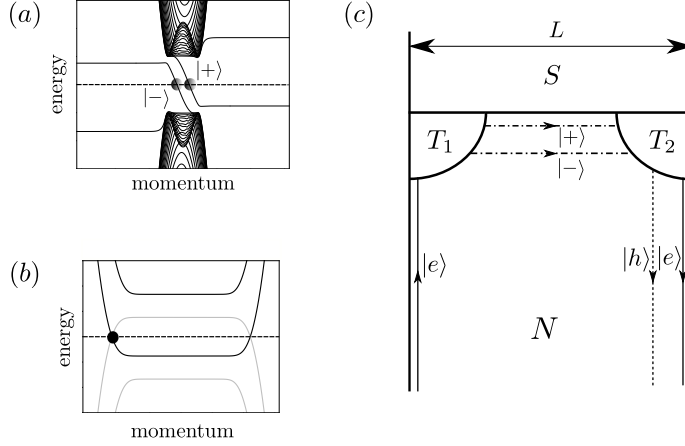 (a)
energy
|+⟩
|−⟩
momentum
(b)
energy
momentum
(c)
L
S
T₁
|+⟩
|−⟩
T₂
|e⟩
|h⟩
|e⟩
N